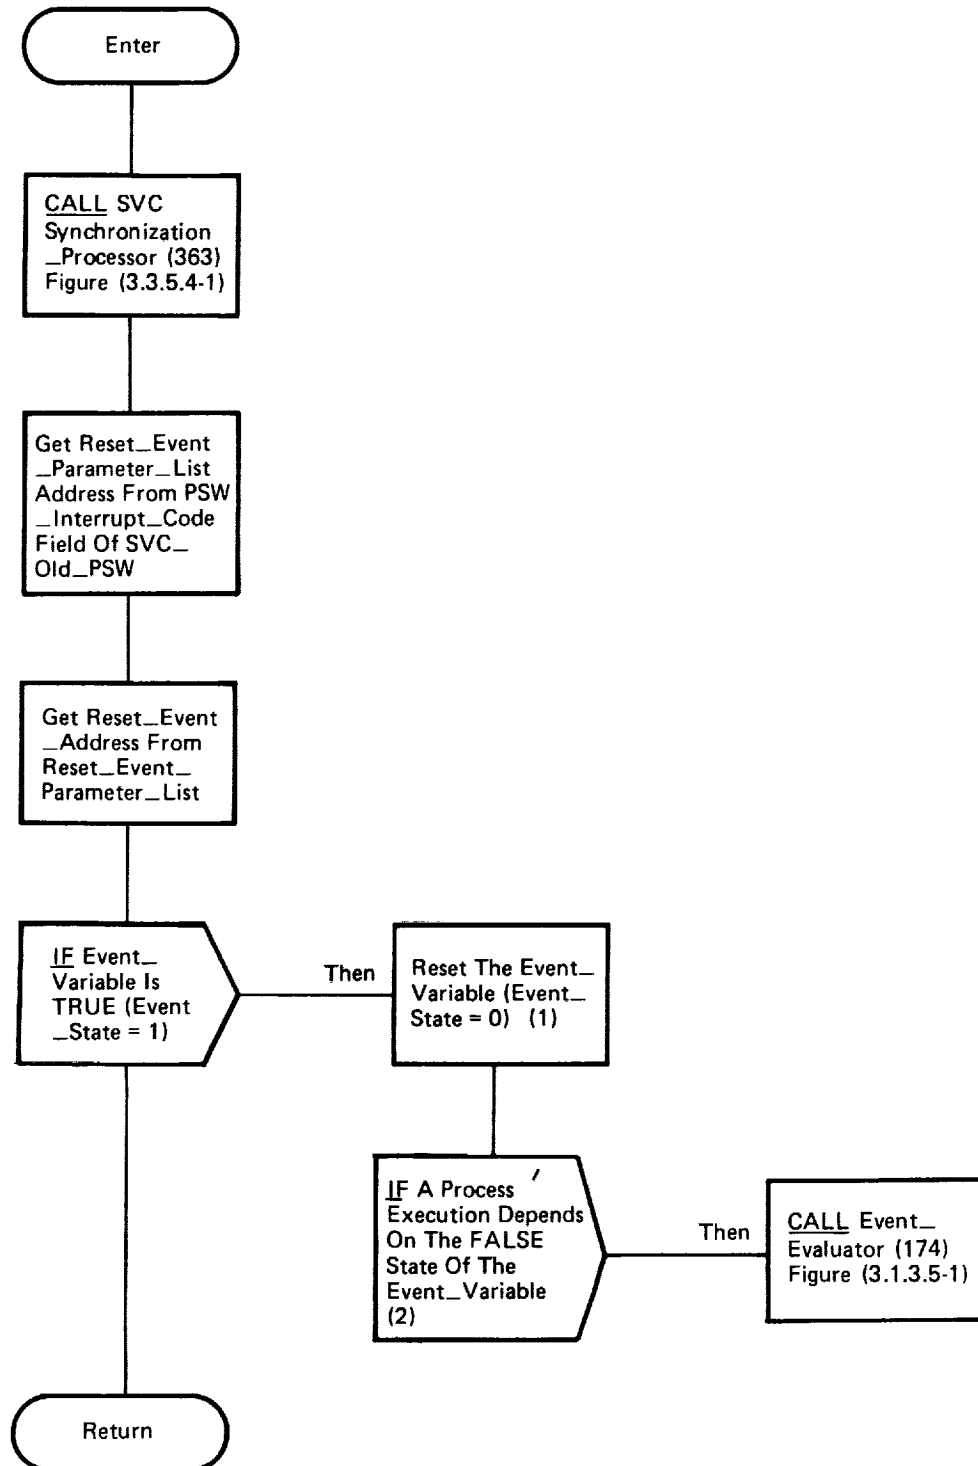 Enter
CALL SVC
Synchronization
_Processor (363)
Figure (3.3.5.4-1)
Get Reset_Event
_Parameter_List
Address From PSW
_Interrupt_Code
Field Of SVC_
Old_PSW
Get Reset_Event
_Address From
Reset_Event_
Parameter_List
IF Event_
Variable Is
TRUE (Event
_State = 1)
Then
Reset The Event_
Variable (Event_
State = 0) (1)
IF A Process
Execution Depends
On The FALSE
State Of The
Event_Variable
(2)
Then
CALL Event_
Evaluator (174)
Figure (3.1.3.5-1)
Return